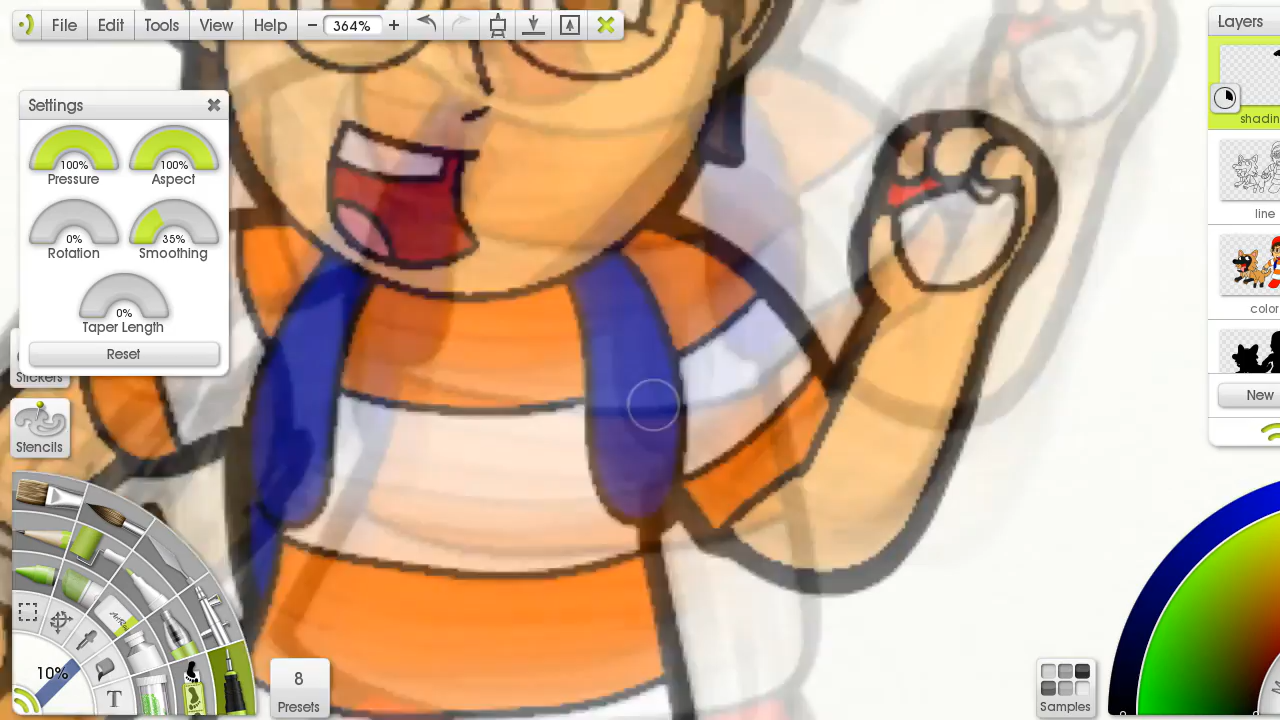 File Edit Tools View Help − 364% +
Layers
Settings
100% 100%
Pressure Aspect
0% 35%
Rotation Smoothing
0%
Taper Length
Reset
Stickers
Stencils
10%
T
8
Presets
Samples
shadin
line
color
New